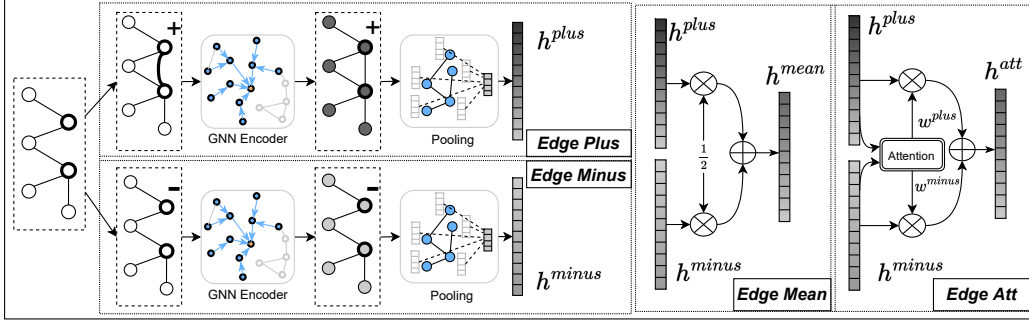 +
GNN Encoder
+
Pooling
h^{plus}
Edge Plus
-
GNN Encoder
-
Pooling
h^{minus}
Edge Minus
h^{plus}
1/2
h^{mean}
h^{minus}
Edge Mean
h^{plus}
w^{plus}
Attention
w^{minus}
h^{att}
h^{minus}
Edge Att